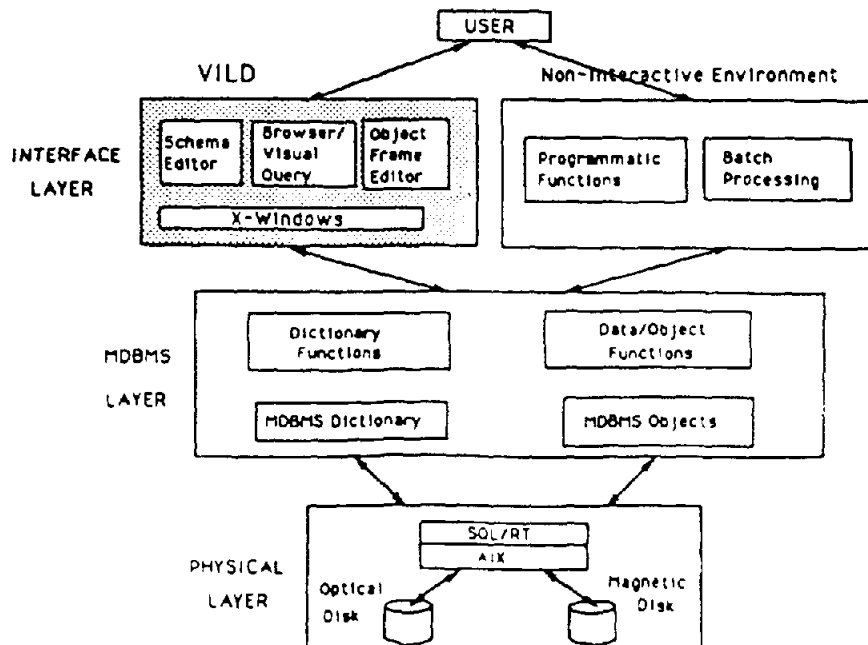 USER
VILD
Non-Interactive Environment
INTERFACE
LAYER
Schema
Editor
Browser/
Visual
Query
Object
Frame
Editor
X-Windows
Programmatic
Functions
Batch
Processing
MDBMS
LAYER
Dictionary
Functions
Data/Object
Functions
MDBMS Dictionary
MDBMS Objects
PHYSICAL
LAYER
SQL/RT
AIX
Optical
Disk
Magnetic
Disk